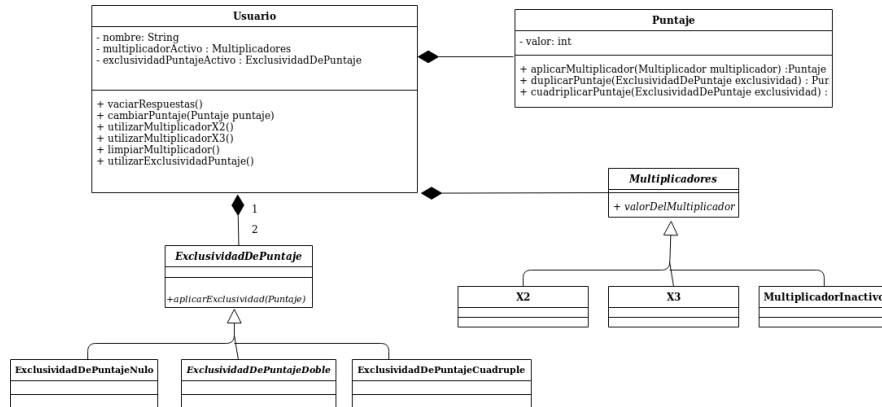 Usuario
- nombre: String
- multiplicadorActivo : Multiplicadores
- exclusividadPuntajeActivo : ExclusividadDePuntaje
+ vaciarRespuestas()
+ cambiarPuntaje(Puntaje puntaje)
+ utilizarMultiplicadorX2()
+ utilizarMultiplicadorX3()
+ limpiarMultiplicador()
+ utilizarExclusividadPuntaje()
Puntaje
- valor: int
+ aplicarMultiplicador(Multiplicador multiplicador) :Puntaje
+ duplicarPuntaje(ExclusividadDePuntaje exclusividad) :
+ cuadriplicarPuntaje(ExclusividadDePuntaje exclusividad) :
Multiplicadores
+ valorDelMultiplicador
1
2
ExclusividadDePuntaje
+aplicarExclusividad(Puntaje)
X2
X3
MultiplicadorInactivo
ExclusividadDePuntajeNulo
ExclusividadDePuntajeDoble
ExclusividadDePuntajeCuadruple